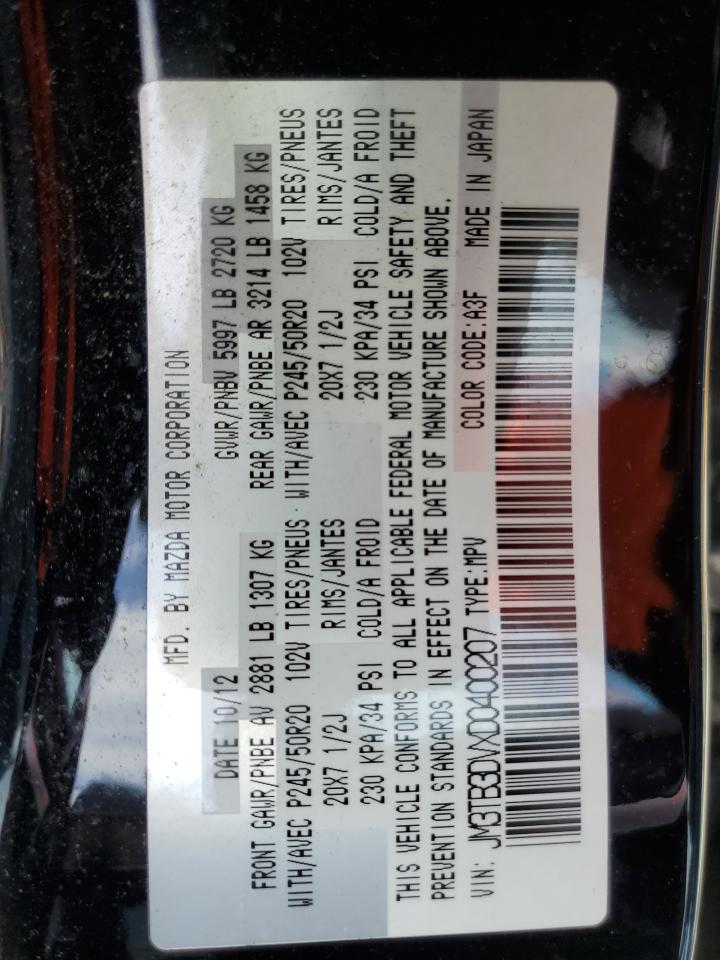 MFD. BY MAZDA MOTOR CORPORATION
DATE 10/12 GVWR/PNBV 5997 LB 2720 KG
FRONT GAWR/PNBE AV 2881 LB 1307 KG REAR GAWR/PNBE AR 3214 LB 1458 KG
WITH/AVEC P245/50R20 102V TIRES/PNEUS · WITH/AVEC P245/50R20 102V TIRES/PNEUS
20X7 1/2J RIMS/JANTES 20X7 1/2J RIMS/JANTES
230 KPA/34 PSI COLD/A FROID 230 KPA/34 PSI COLD/A FROID
THIS VEHICLE CONFORMS TO ALL APPLICABLE FEDERAL MOTOR VEHICLE SAFETY AND THEFT
PREVENTION STANDARDS IN EFFECT ON THE DATE OF MANUFACTURE SHOWN ABOVE.
VIN: JM3TB3DVXD0400207 TYPE:MPV COLOR CODE:A3F MADE IN JAPAN